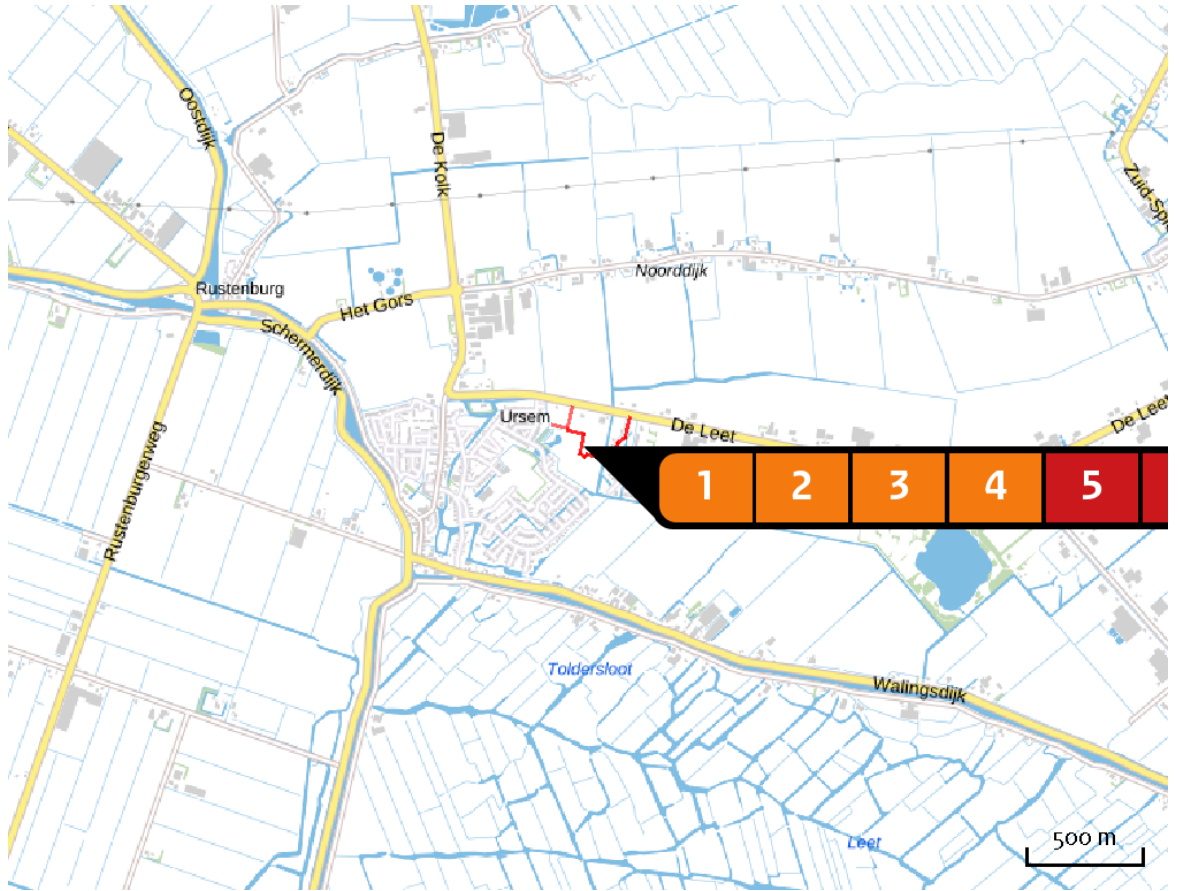 Oostdijk
De Kolk
Zuid-Spie
Noorddijk
Rustenburg
Het Gors
Schermerdijk
Ursem
De Leet
De Leet
Rustenburgerweg
1 2 3 4 5
Toldersloot
Walingsdijk
Leet
500 m